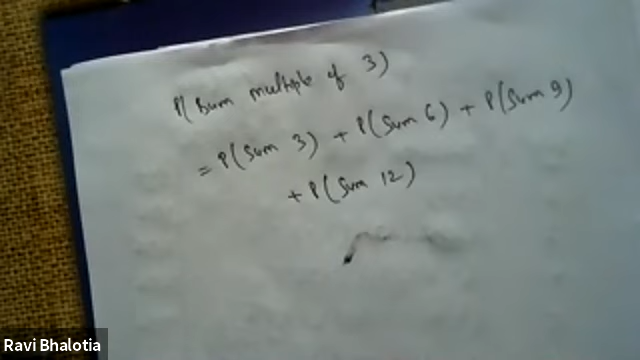 P(Sum multiple of 3)
= P(Sum 3) + P(Sum 6) + P(Sum 9)
+ P(Sum 12)
Ravi Bhalotia